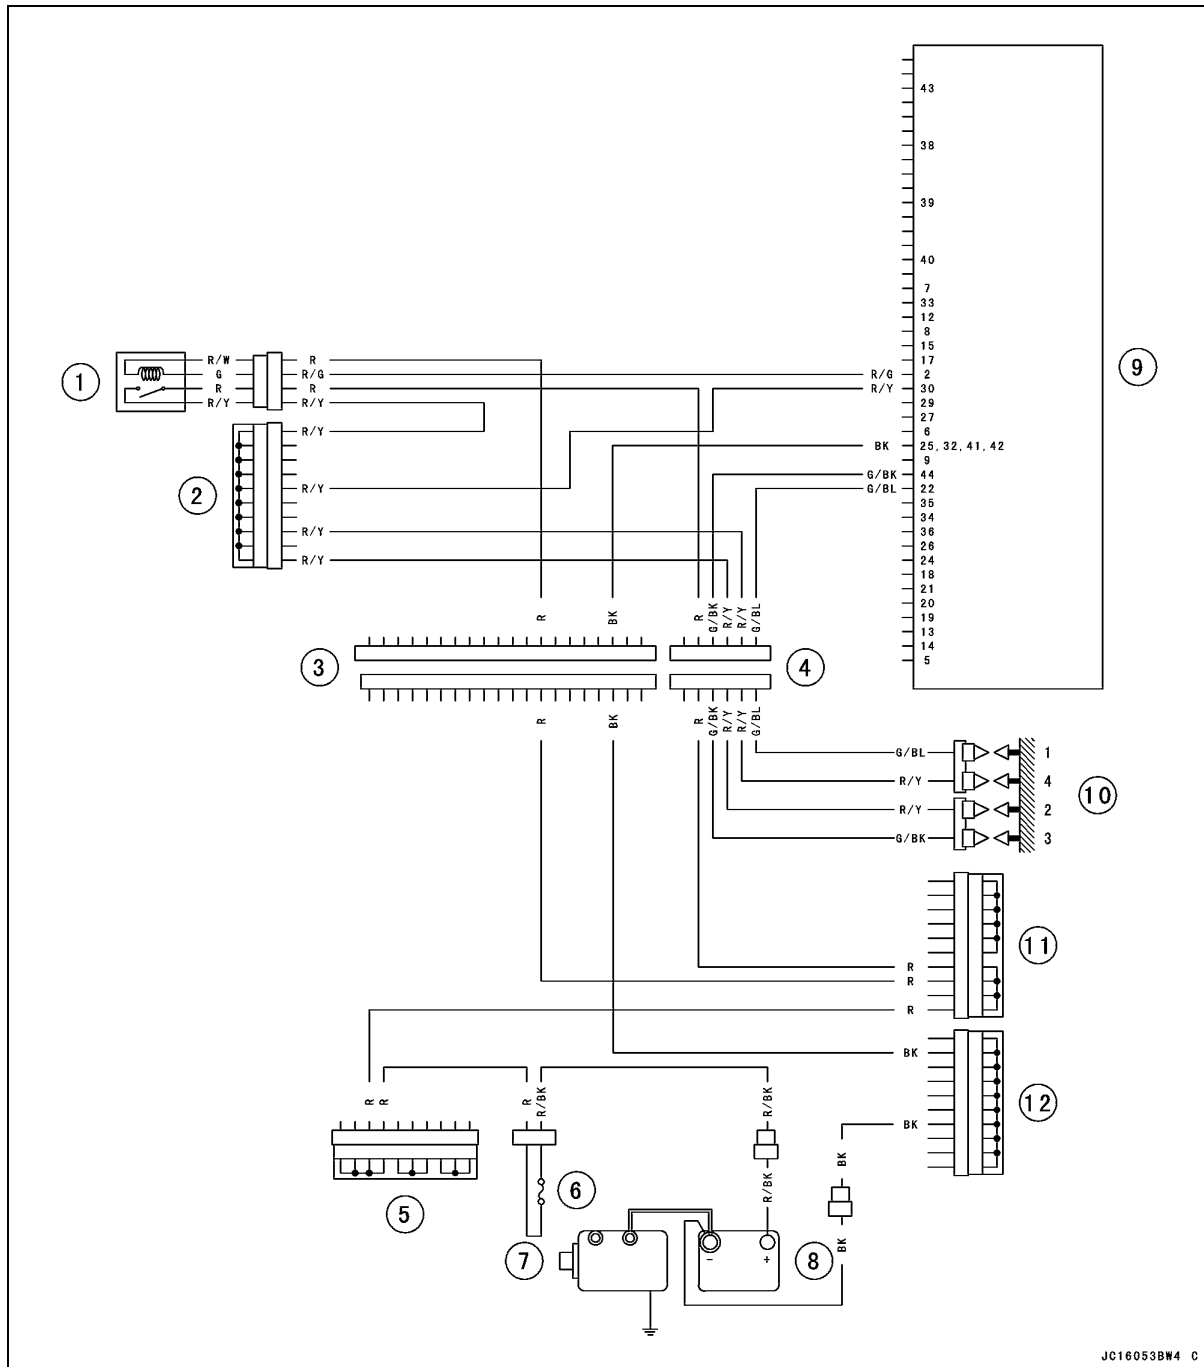 43
38
39
40
7
33
12
8
15
R/W R 17
G R/G R/G 2
1 R R R/Y 30 9
R/Y R/Y 29
27
R/Y 6
BK 25, 32, 41, 42
9
G/BK 44
2 R/Y G/BL 22
35
34
R/Y 36
26
R/Y 24
18
21
20
R BK R G/BK R/Y R/Y G/BL 19
13
14
3 4 5
R BK R G/BK R/Y R/Y G/BL
G/BL 1
R/Y 4
10
R/Y 2
G/BK 3
11
R
R
R
BK
R R R R/BK R/BK 12
BK
BK
R/BK
6
5
BK
7 - + 8
JC16053BW4 C